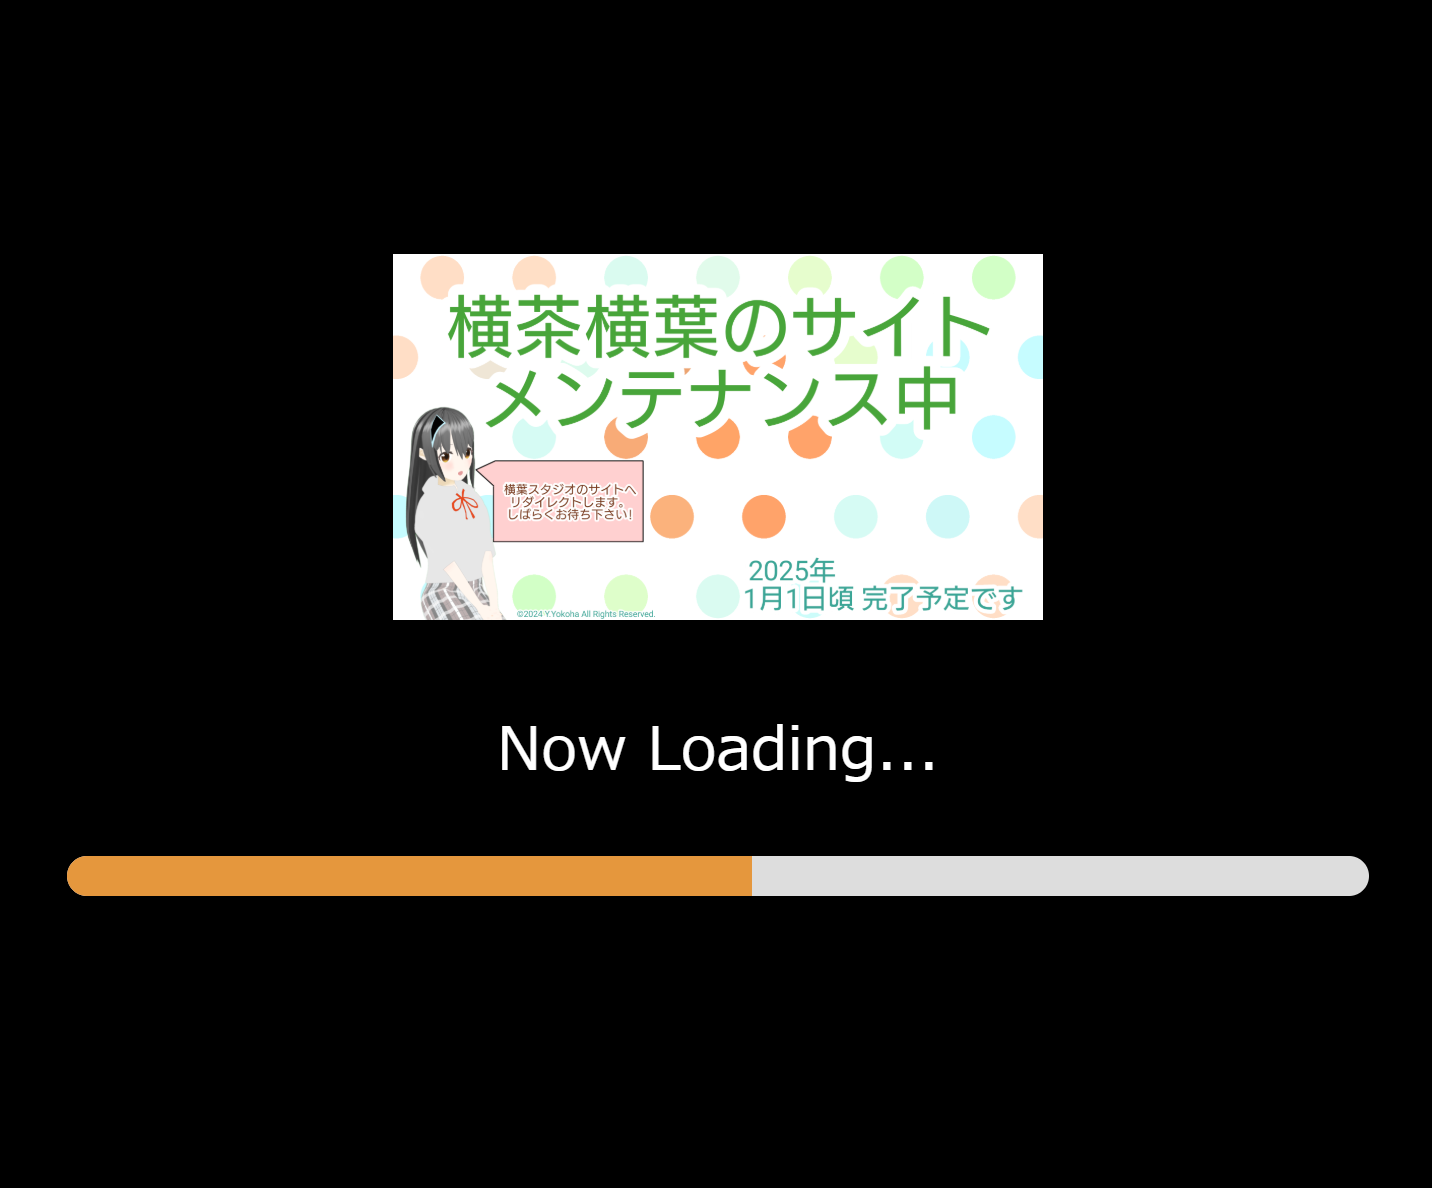 横茶横葉のサイト
メンテナンス中
横葉スタジオのサイトへ
リダイレクトします。
しばらくお待ち下さい!
2025年
1月1日頃 完了予定です
©2024 Y.Yokoha All Rights Reserved.
Now Loading...